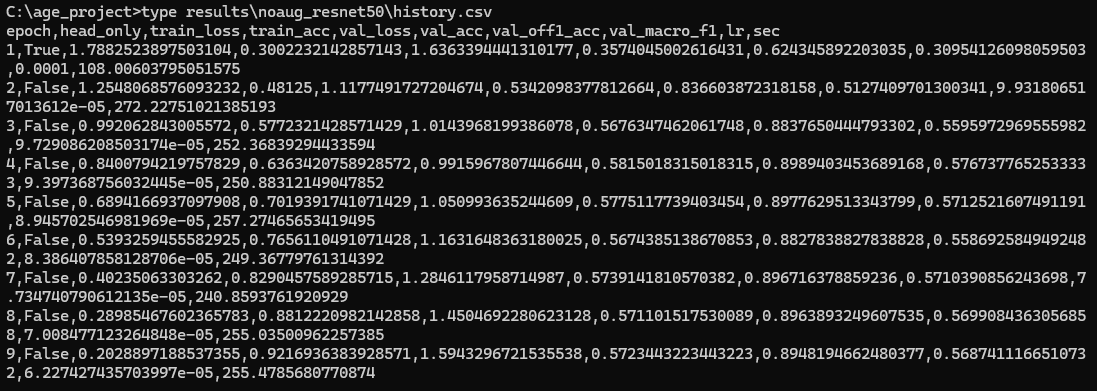 C:\age_project>type results\noaug_resnet50\history.csv
epoch,head_only,train_loss,train_acc,val_loss,val_acc,val_off1_acc,val_macro_f1,lr,sec
1,True,1.7882523897503104,0.3002232142857143,1.6363394441310177,0.3574045002616431,0.624345892203035,0.30954126098059503
,0.0001,108.00603795051575
2,False,1.2548068576093232,0.48125,1.1177491727204674,0.5342098377812664,0.836603872318158,0.5127409701300341,9.931806517
7013612e-05,272.22751021385193
3,False,0.992062843005572,0.5772321428571429,1.0143968199386078,0.5676347462061748,0.8837650444793302,0.5595972969555982
,9.729086208503174e-05,252.36839294433594
4,False,0.8400794219757829,0.6363420758928572,0.9915967807446644,0.5815018315018315,0.8989403453689168,0.576737765253333
3,9.397368756032445e-05,250.88312149047852
5,False,0.6894166937097908,0.7019391741071429,1.050993635244609,0.5775117739403454,0.8977629513343799,0.5712521607491191
,8.945702546981969e-05,257.27465653419495
6,False,0.5393259455582925,0.7656110491071428,1.1631648363180025,0.5674385138670853,0.8827838827838828,0.558692584949248
2,8.386407858128706e-05,249.36779761314392
7,False,0.40235063303262,0.8290457589285715,1.2846117958714987,0.5739141810570382,0.896716378859236,0.5710390856243698,7
.734740790612135e-05,240.8593761920929
8,False,0.28985467602365783,0.8812220982142858,1.4504692280623128,0.571101517530089,0.8963893249607535,0.569908436305685
8,7.008477123264848e-05,255.03500962257385
9,False,0.2028897188537355,0.9216936383928571,1.5943296721535538,0.5723443223443223,0.8948194662480377,0.568741116651073
2,6.227427435703997e-05,255.4785680770874